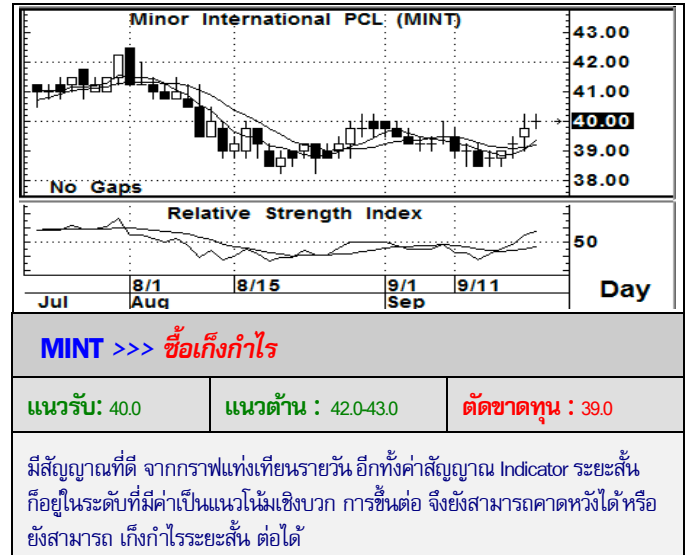 Minor International PCL (MINT)
43.00
42.00
41.00
40.00
39.00
38.00
No Gaps
Relative Strength Index
50
8/1 8/15 9/1 9/11
Jul Aug Sep
Day
MINT >>> ซื้อเก็งกำไร
แนวรับ: 40.0 แนวต้าน : 42.0-43.0 ตัดขาดทุน : 39.0
มีสัญญาณที่ดี จากกราฟแท่งเทียนรายวัน อีกทั้งค่าสัญญาณ Indicator ระยะสั้น
ก็อยู่ในระดับที่มีค่าเป็นแนวโน้มเชิงบวก การขึ้นต่อ จึงยังสามารถคาดหวังได้ หรือ
ยังสามารถ เก็งกำไรระยะสั้น ต่อได้